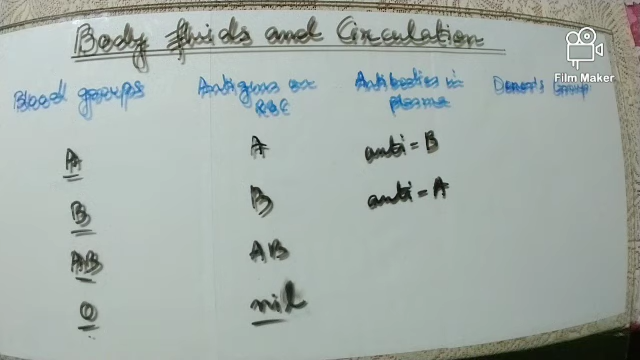 Body fluids and Circulation
Film Maker
Blood groups Antigens on RBC Antibodies in plasma Donor's Group
A A anti = B
B B anti = A
AB AB
O nil